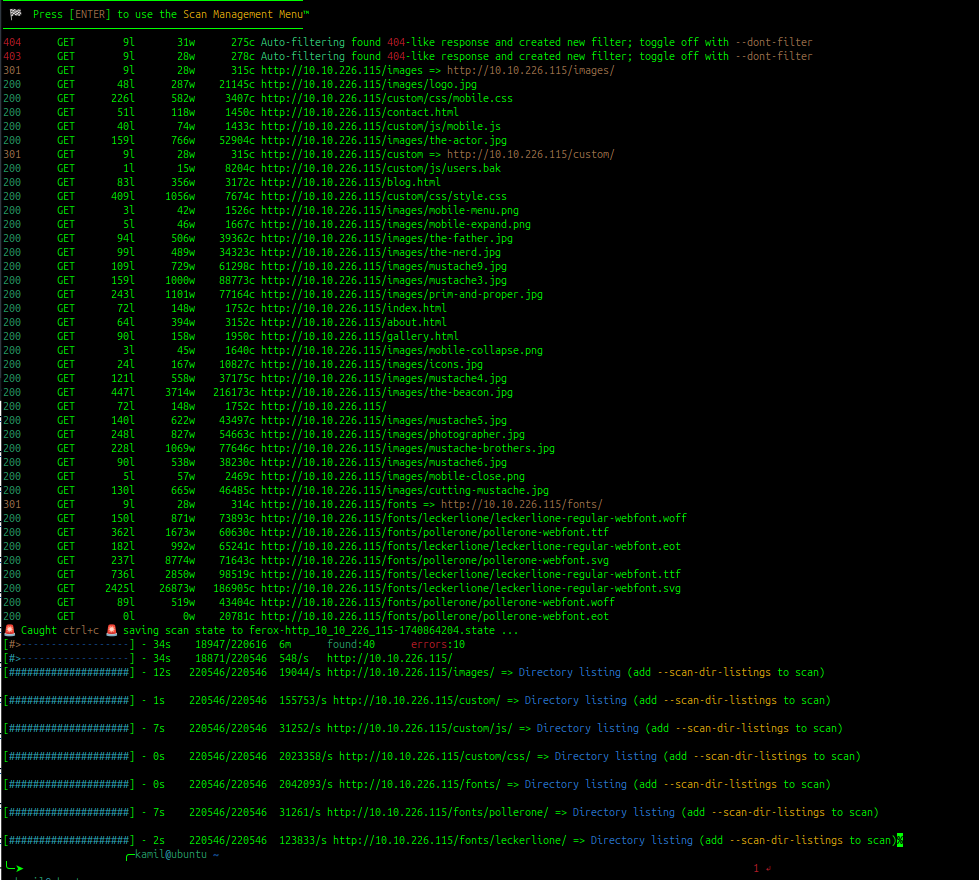 🏁 Press [ENTER] to use the Scan Management Menu™
404 GET 9l 31w 275c Auto-filtering found 404-like response and created new filter; toggle off with --dont-filter
403 GET 9l 28w 278c Auto-filtering found 404-like response and created new filter; toggle off with --dont-filter
301 GET 9l 28w 315c http://10.10.226.115/images => http://10.10.226.115/images/
200 GET 48l 287w 21145c http://10.10.226.115/images/logo.jpg
200 GET 226l 582w 3407c http://10.10.226.115/custom/css/mobile.css
200 GET 51l 118w 1450c http://10.10.226.115/contact.html
200 GET 40l 74w 1433c http://10.10.226.115/custom/js/mobile.js
200 GET 159l 766w 52904c http://10.10.226.115/images/the-actor.jpg
301 GET 9l 28w 315c http://10.10.226.115/custom => http://10.10.226.115/custom/
200 GET 1l 15w 8204c http://10.10.226.115/custom/js/users.bak
200 GET 83l 356w 3172c http://10.10.226.115/blog.html
200 GET 409l 1056w 7674c http://10.10.226.115/custom/css/style.css
200 GET 3l 42w 1526c http://10.10.226.115/images/mobile-menu.png
200 GET 5l 46w 1667c http://10.10.226.115/images/mobile-expand.png
200 GET 94l 506w 39362c http://10.10.226.115/images/the-father.jpg
200 GET 99l 489w 34323c http://10.10.226.115/images/the-nerd.jpg
200 GET 109l 729w 61298c http://10.10.226.115/images/mustache9.jpg
200 GET 159l 1000w 88773c http://10.10.226.115/images/mustache3.jpg
200 GET 243l 1101w 77164c http://10.10.226.115/images/prim-and-proper.jpg
200 GET 72l 148w 1752c http://10.10.226.115/index.html
200 GET 64l 394w 3152c http://10.10.226.115/about.html
200 GET 90l 158w 1950c http://10.10.226.115/gallery.html
200 GET 3l 45w 1640c http://10.10.226.115/images/mobile-collapse.png
200 GET 24l 167w 10827c http://10.10.226.115/images/icons.jpg
200 GET 121l 558w 37175c http://10.10.226.115/images/mustache4.jpg
200 GET 447l 3714w 216173c http://10.10.226.115/images/the-beacon.jpg
200 GET 72l 148w 1752c http://10.10.226.115/
200 GET 140l 622w 43497c http://10.10.226.115/images/mustache5.jpg
200 GET 248l 827w 54663c http://10.10.226.115/images/photographer.jpg
200 GET 228l 1069w 77646c http://10.10.226.115/images/mustache-brothers.jpg
200 GET 90l 538w 38230c http://10.10.226.115/images/mustache6.jpg
200 GET 5l 57w 2469c http://10.10.226.115/images/mobile-close.png
200 GET 130l 665w 46485c http://10.10.226.115/images/cutting-mustache.jpg
301 GET 9l 28w 314c http://10.10.226.115/fonts => http://10.10.226.115/fonts/
200 GET 150l 871w 73893c http://10.10.226.115/fonts/leckerlione/leckerlione-regular-webfont.woff
200 GET 362l 1673w 60630c http://10.10.226.115/fonts/pollerone/pollerone-webfont.ttf
200 GET 182l 992w 65241c http://10.10.226.115/fonts/leckerlione/leckerlione-regular-webfont.eot
200 GET 237l 8774w 71643c http://10.10.226.115/fonts/pollerone/pollerone-webfont.svg
200 GET 736l 2850w 98519c http://10.10.226.115/fonts/leckerlione/leckerlione-regular-webfont.ttf
200 GET 2425l 26873w 186905c http://10.10.226.115/fonts/leckerlione/leckerlione-regular-webfont.svg
200 GET 89l 519w 43404c http://10.10.226.115/fonts/pollerone/pollerone-webfont.woff
200 GET 0l 0w 20781c http://10.10.226.115/fonts/pollerone/pollerone-webfont.eot
🚨 Caught ctrl+c 🚨 saving scan state to ferox-http_10_10_226_115-1740864204.state ...
[#>------------------] - 34s 18947/220616 6m found:40 errors:10
[#>------------------] - 34s 18871/220546 548/s http://10.10.226.115/
[####################] - 12s 220546/220546 19044/s http://10.10.226.115/images/ => Directory listing (add --scan-dir-listings to scan)
[####################] - 1s 220546/220546 155753/s http://10.10.226.115/custom/ => Directory listing (add --scan-dir-listings to scan)
[####################] - 7s 220546/220546 31252/s http://10.10.226.115/custom/js/ => Directory listing (add --scan-dir-listings to scan)
[####################] - 0s 220546/220546 2023358/s http://10.10.226.115/custom/css/ => Directory listing (add --scan-dir-listings to scan)
[####################] - 0s 220546/220546 2042093/s http://10.10.226.115/fonts/ => Directory listing (add --scan-dir-listings to scan)
[####################] - 7s 220546/220546 31261/s http://10.10.226.115/fonts/pollerone/ => Directory listing (add --scan-dir-listings to scan)
[####################] - 2s 220546/220546 123833/s http://10.10.226.115/fonts/leckerlione/ => Directory listing (add --scan-dir-listings to scan)%
╭─kamil@ubuntu ~
╰─➤ 1 ↵